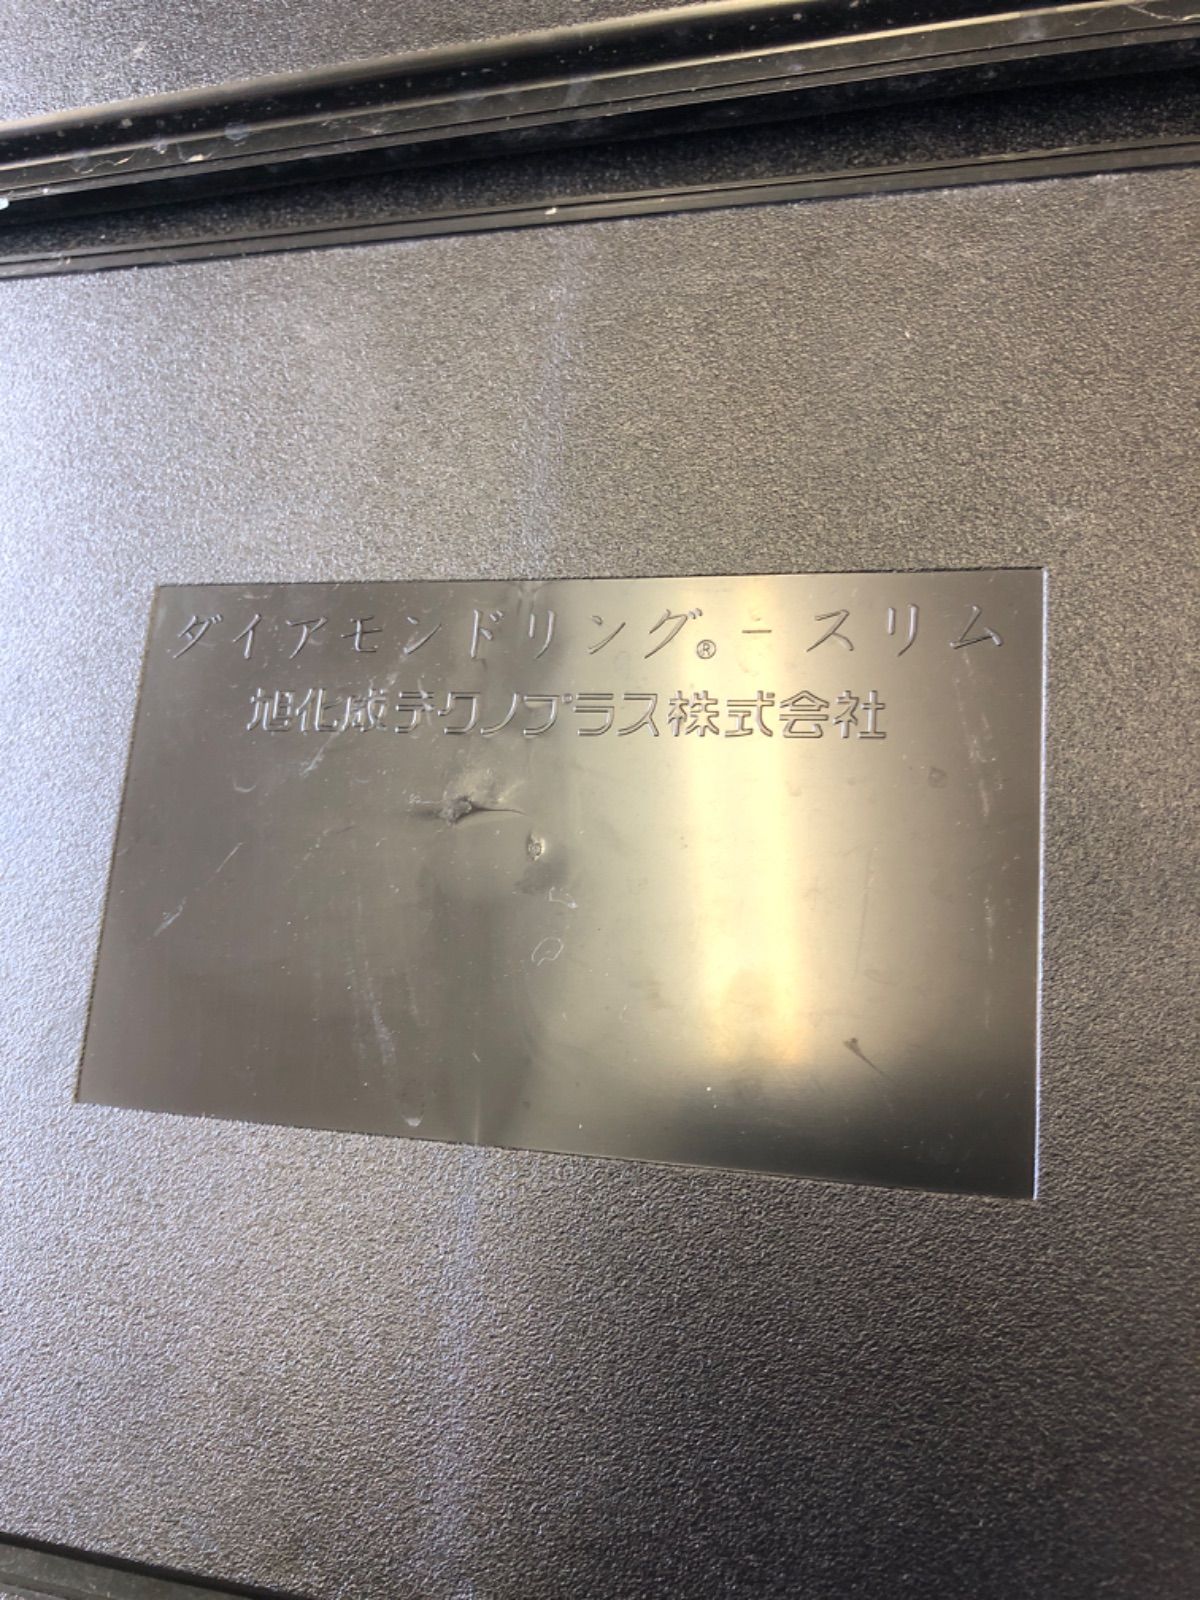 ダイアモンドリング® - スリム
旭化成テクノプラス株式会社